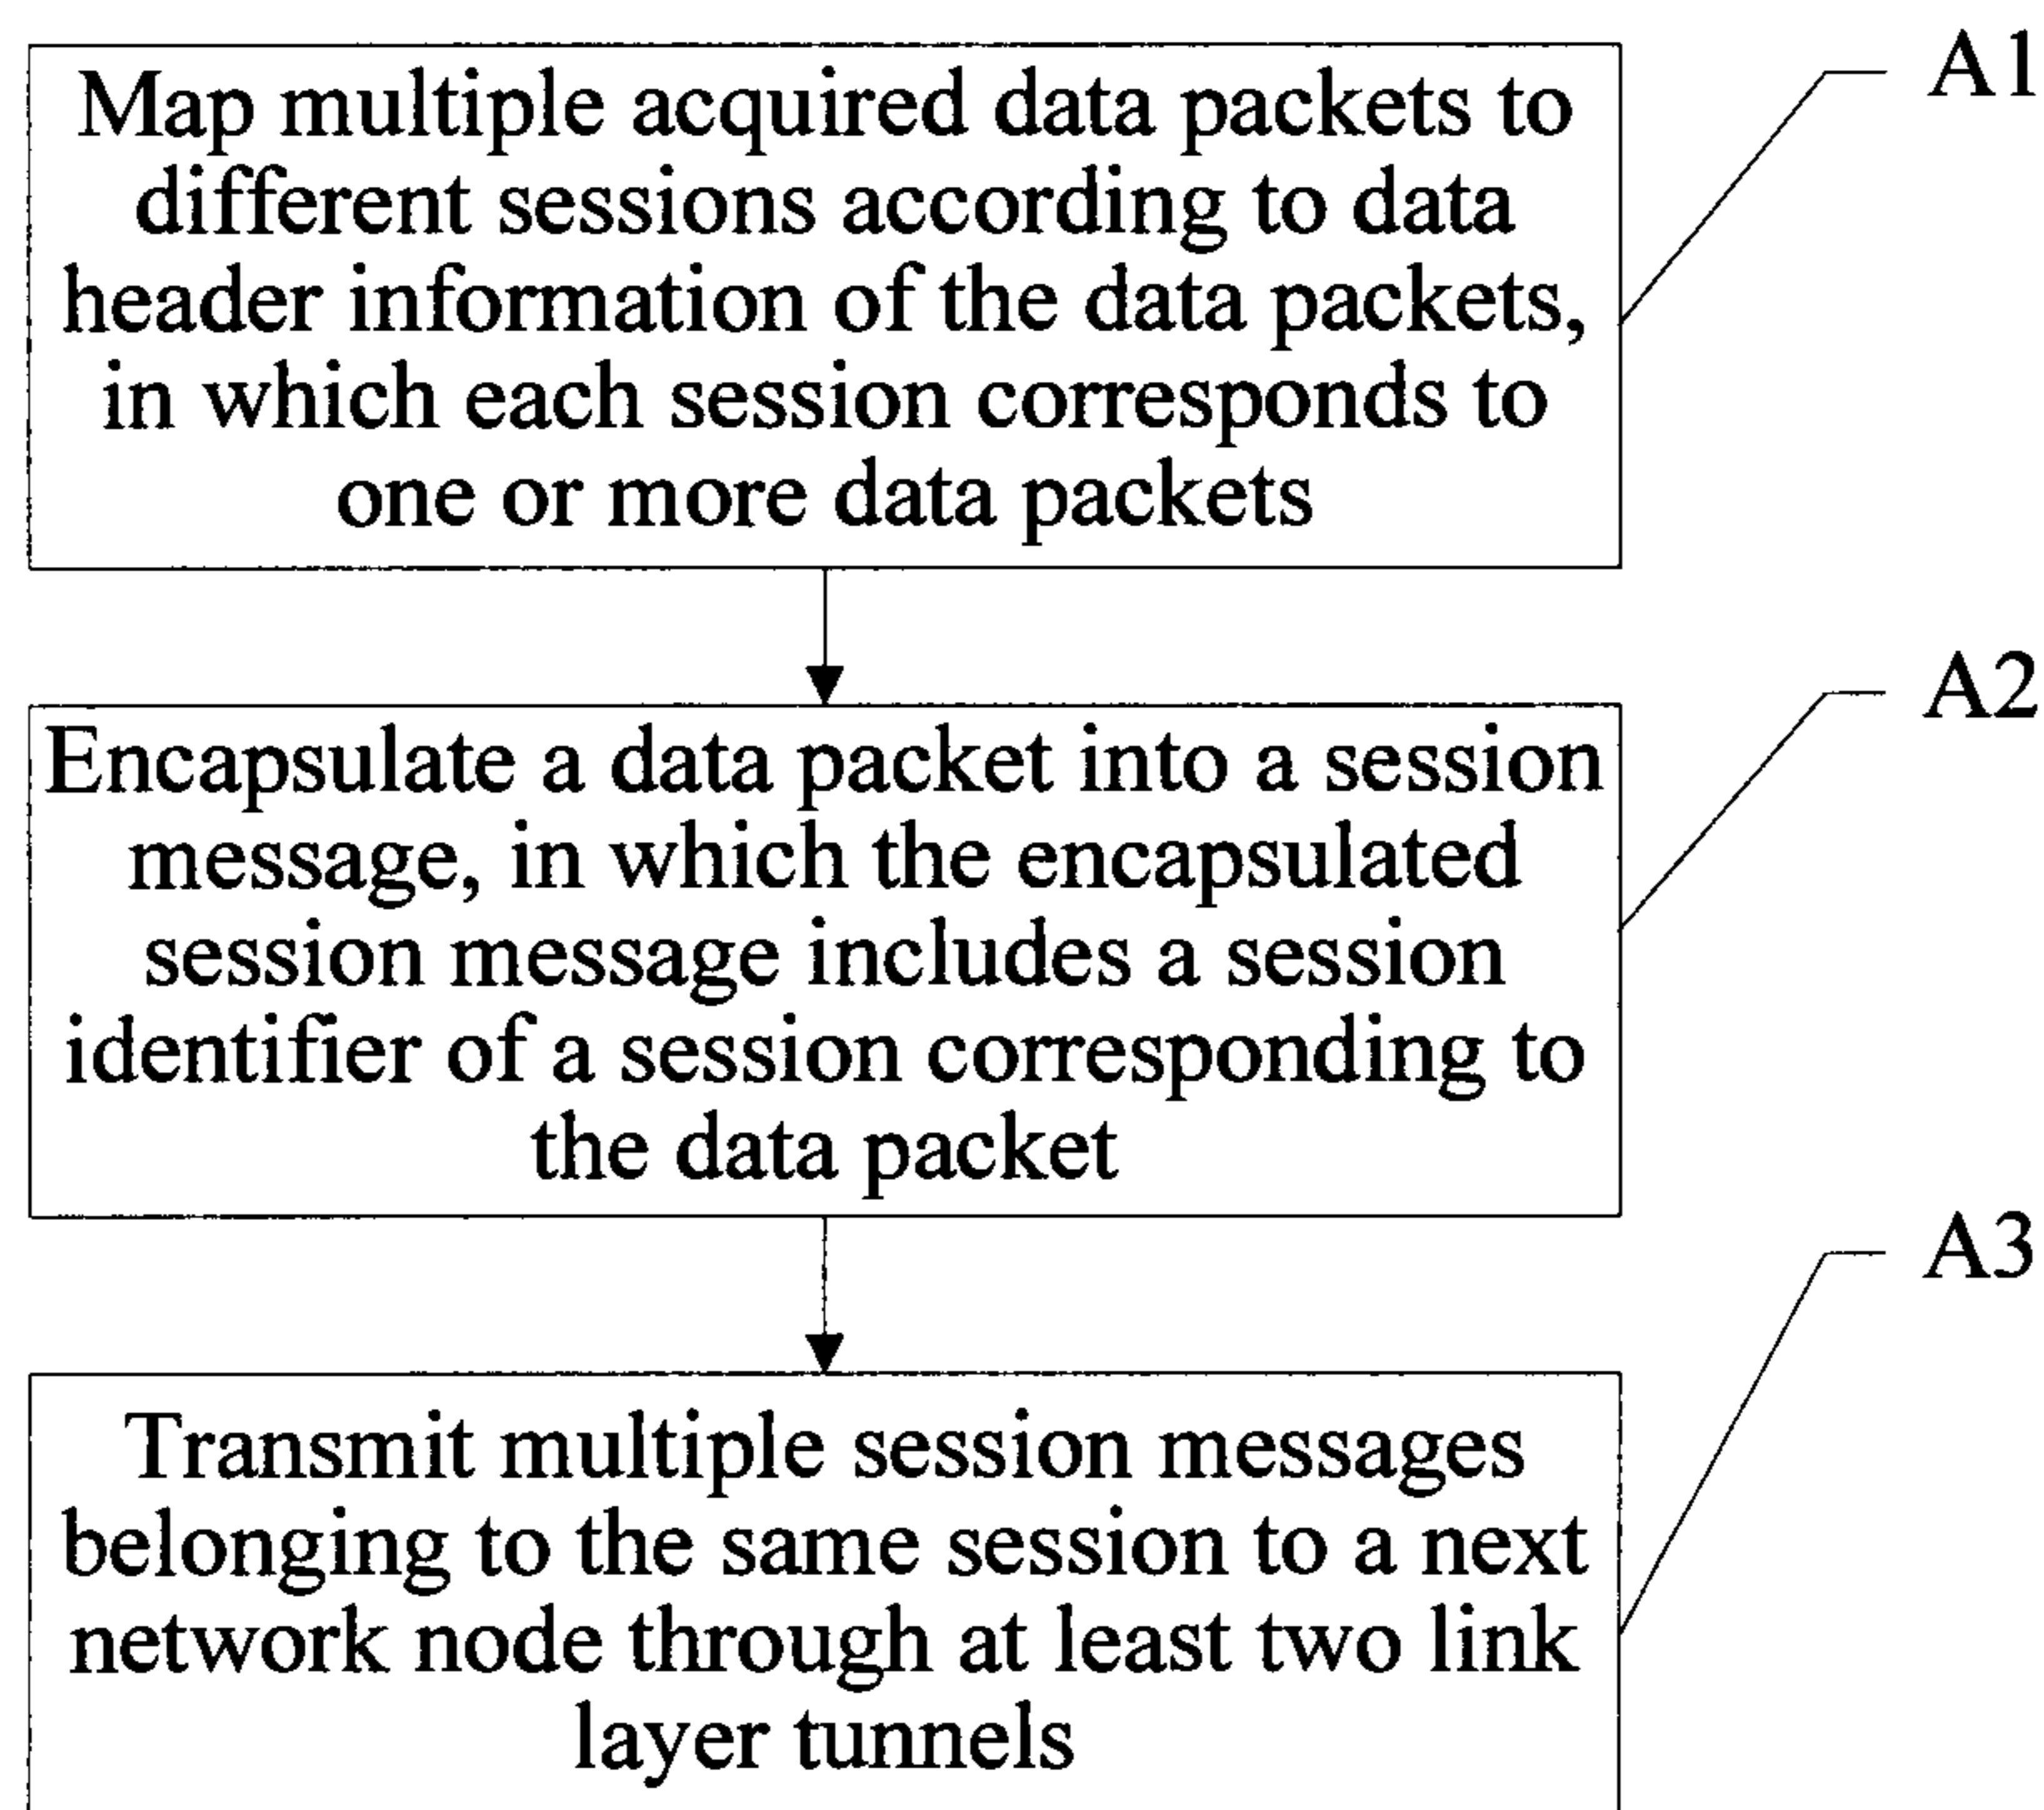 Map multiple acquired data packets to
different sessions according to data
header information of the data packets,
in which each session corresponds to
one or more data packets
A1
Encapsulate a data packet into a session
message, in which the encapsulated
session message includes a session
identifier of a session corresponding to
the data packet
A2
Transmit multiple session messages
belonging to the same session to a next
network node through at least two link
layer tunnels
A3